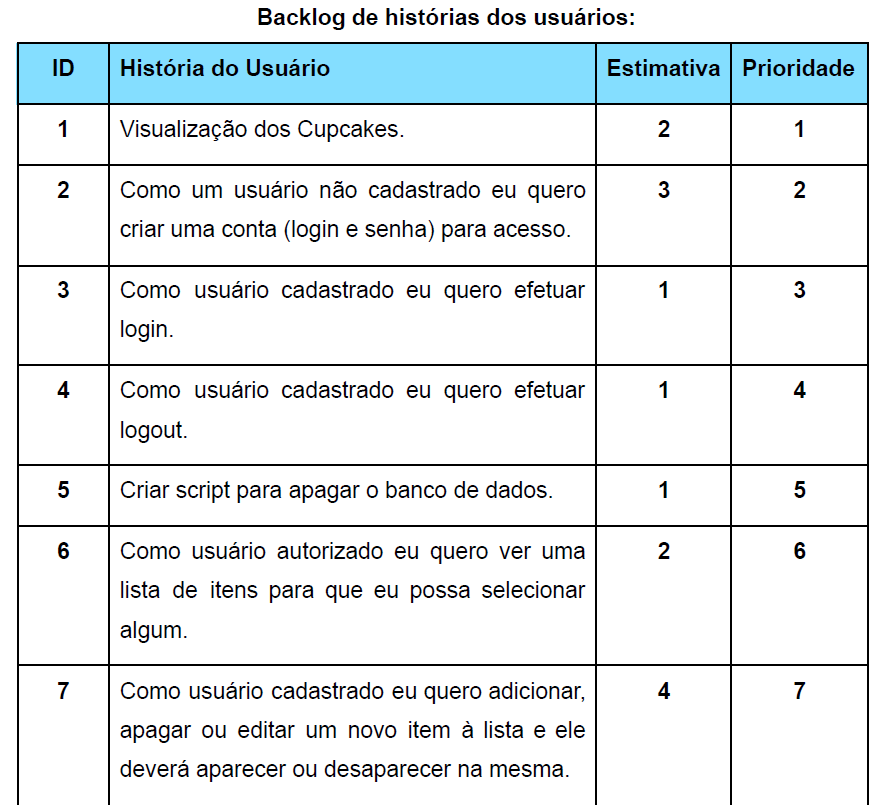 Backlog de histórias dos usuários:
ID História do Usuário Estimativa Prioridade
1 Visualização dos Cupcakes. 2 1
2 Como um usuário não cadastrado eu quero 3 2
criar uma conta (login e senha) para acesso.
3 Como usuário cadastrado eu quero efetuar 1 3
login.
4 Como usuário cadastrado eu quero efetuar 1 4
logout.
5 Criar script para apagar o banco de dados. 1 5
6 Como usuário autorizado eu quero ver uma 2 6
lista de itens para que eu possa selecionar
algum.
7 Como usuário cadastrado eu quero adicionar, 4 7
apagar ou editar um novo item à lista e ele
deverá aparecer ou desaparecer na mesma.